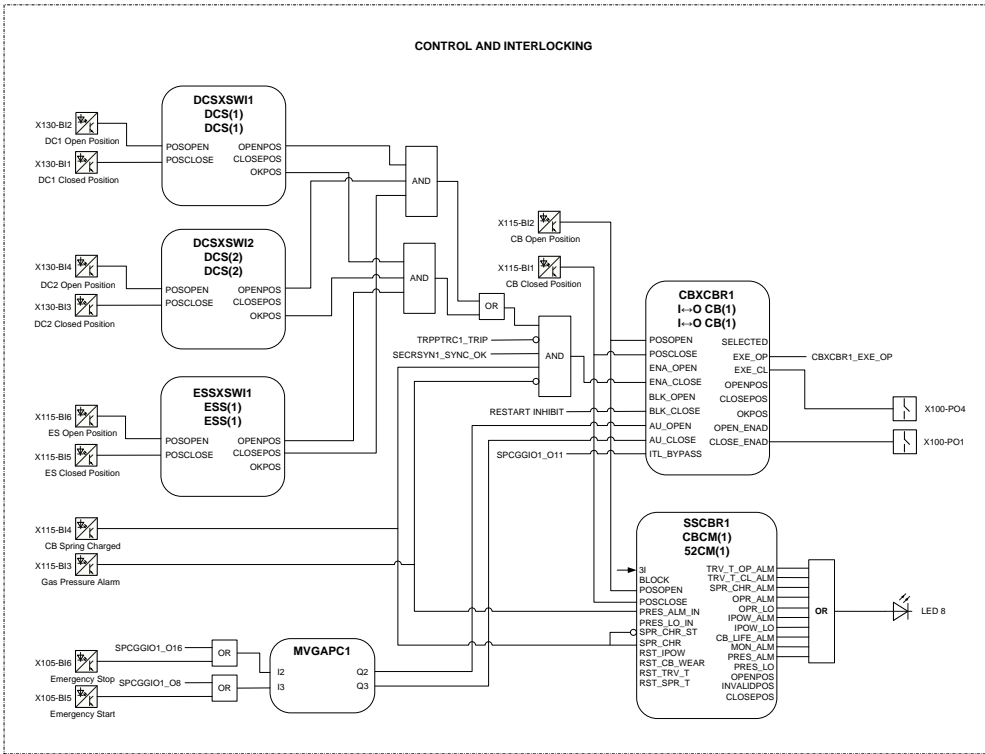 CONTROL AND INTERLOCKING
DCSXSWI1
DCS(1)
DCS(1)
X130-BI2
DC1 Open Position
X130-BI1
DC1 Closed Position
POSOPEN
POSCLOSE
OPENPOS
CLOSEPOS
OKPOS
AND
DCSXSWI2
DCS(2)
DCS(2)
X130-BI4
DC2 Open Position
X130-BI3
DC2 Closed Position
POSOPEN
POSCLOSE
OPENPOS
CLOSEPOS
OKPOS
AND
OR
X115-BI2
CB Open Position
X115-BI1
CB Closed Position
TRPPTRC1_TRIP
SECRSYN1_SYNC_OK
AND
ESSXSWI1
ESS(1)
ESS(1)
X115-BI6
ES Open Position
X115-BI5
ES Closed Position
POSOPEN
POSCLOSE
OPENPOS
CLOSEPOS
OKPOS
CBXCBR1
I↔O CB(1)
I↔O CB(1)
POSOPEN
POSCLOSE
ENA_OPEN
ENA_CLOSE
BLK_OPEN
BLK_CLOSE
AU_OPEN
AU_CLOSE
ITL_BYPASS
SELECTED
EXE_OP
EXE_CL
OPENPOS
CLOSEPOS
OKPOS
OPEN_ENAD
CLOSE_ENAD
RESTART INHIBIT
SPCGGIO1_O11
CBXCBR1_EXE_OP
X100-PO4
X100-PO1
X115-BI4
CB Spring Charged
X115-BI3
Gas Pressure Alarm
SSCBR1
CBCM(1)
52CM(1)
3I
BLOCK
POSOPEN
POSCLOSE
PRES_ALM_IN
PRES_LO_IN
SPR_CHR_ST
SPR_CHR
RST_IPOW
RST_CB_WEAR
RST_TRV_T
RST_SPR_T
TRV_T_OP_ALM
TRV_T_CL_ALM
SPR_CHR_ALM
OPR_ALM
OPR_LO
IPOW_ALM
IPOW_LO
CB_LIFE_ALM
MON_ALM
PRES_ALM
PRES_LO
OPENPOS
INVALIDPOS
CLOSEPOS
OR
LED 8
SPCGGIO1_O16
OR
X105-BI6
Emergency Stop
SPCGGIO1_O8
OR
X105-BI5
Emergency Start
MVGAPC1
I2
I3
Q2
Q3